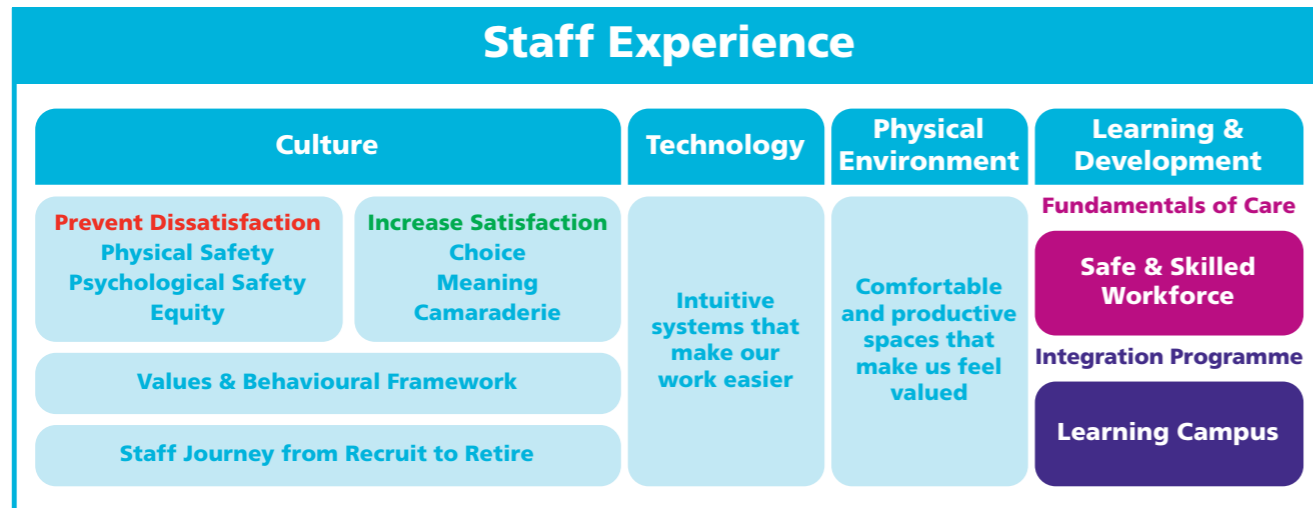 Staff Experience
Culture
Prevent Dissatisfaction
Physical Safety
Psychological Safety
Equity
Increase Satisfaction
Choice
Meaning
Camaraderie
Values & Behavioural Framework
Staff Journey from Recruit to Retire
Technology
Intuitive
systems that
make our
work easier
Physical
Environment
Comfortable
and productive
spaces that
make us feel
valued
Learning &
Development
Fundamentals of Care
Safe & Skilled
Workforce
Integration Programme
Learning Campus